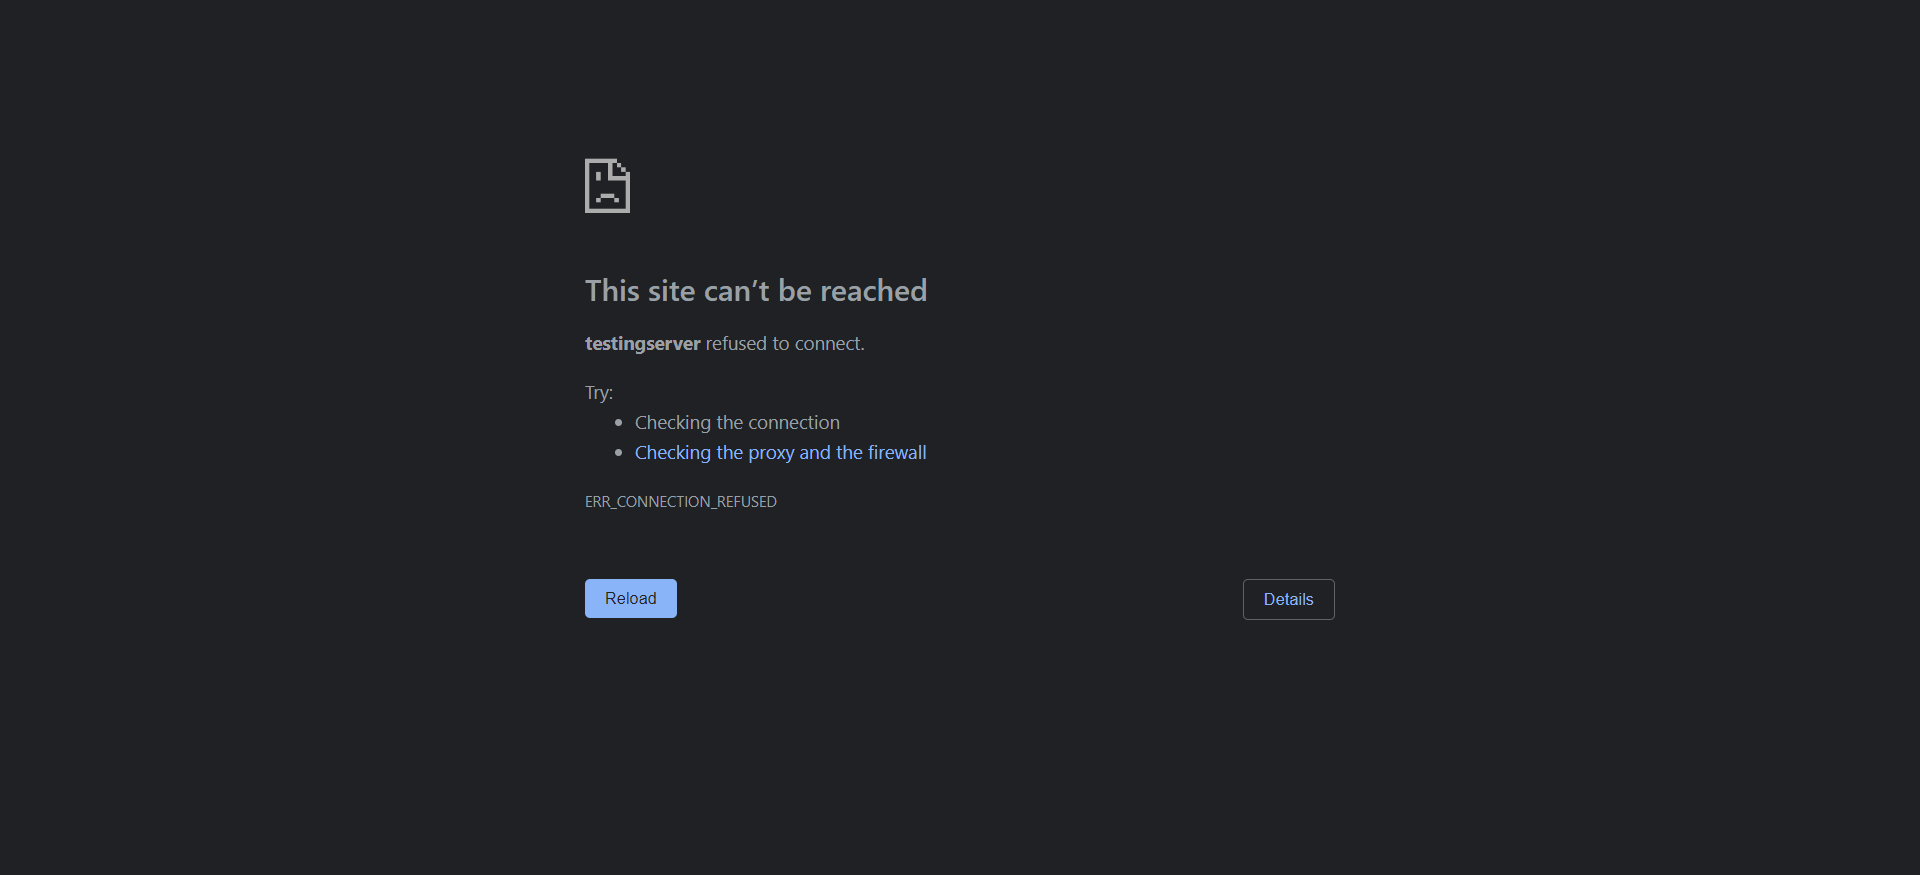 This site can’t be reached
testingserver refused to connect.
Try:
• Checking the connection
• Checking the proxy and the firewall
ERR_CONNECTION_REFUSED
Reload
Details